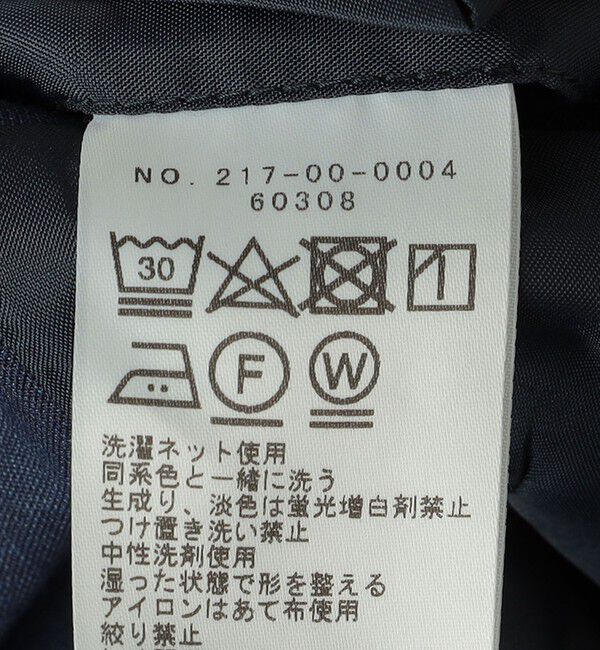 NO. 217-00-0004
60308
30
F W
洗濯ネット使用
同系色と一緒に洗う
生成り、淡色は蛍光増白剤禁止
つけ置き洗い禁止
中性洗剤使用
湿った状態で形を整える
アイロンはあて布使用
絞り禁止